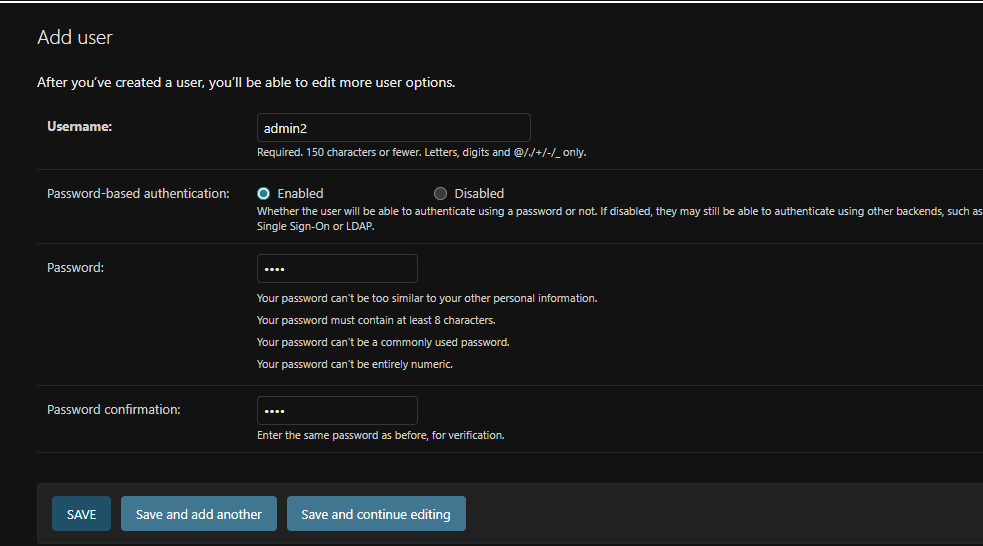 Add user
After you've created a user, you'll be able to edit more user options.
Username:
admin2
Required. 150 characters or fewer. Letters, digits and @/./+/-/_ only.
Password-based authentication:
Enabled
Disabled
Whether the user will be able to authenticate using a password or not. If disabled, they may still be able to authenticate using other backends, such as
Single Sign-On or LDAP.
Password:
••••
Your password can't be too similar to your other personal information.
Your password must contain at least 8 characters.
Your password can't be a commonly used password.
Your password can't be entirely numeric.
Password confirmation:
••••
Enter the same password as before, for verification.
SAVE
Save and add another
Save and continue editing